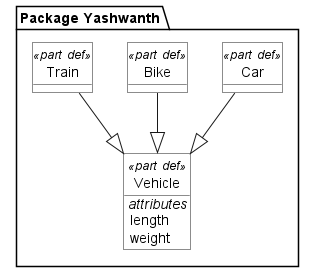 Package Yashwanth
«part def» «part def» «part def»
Train Bike Car
«part def»
Vehicle
attributes
length
weight